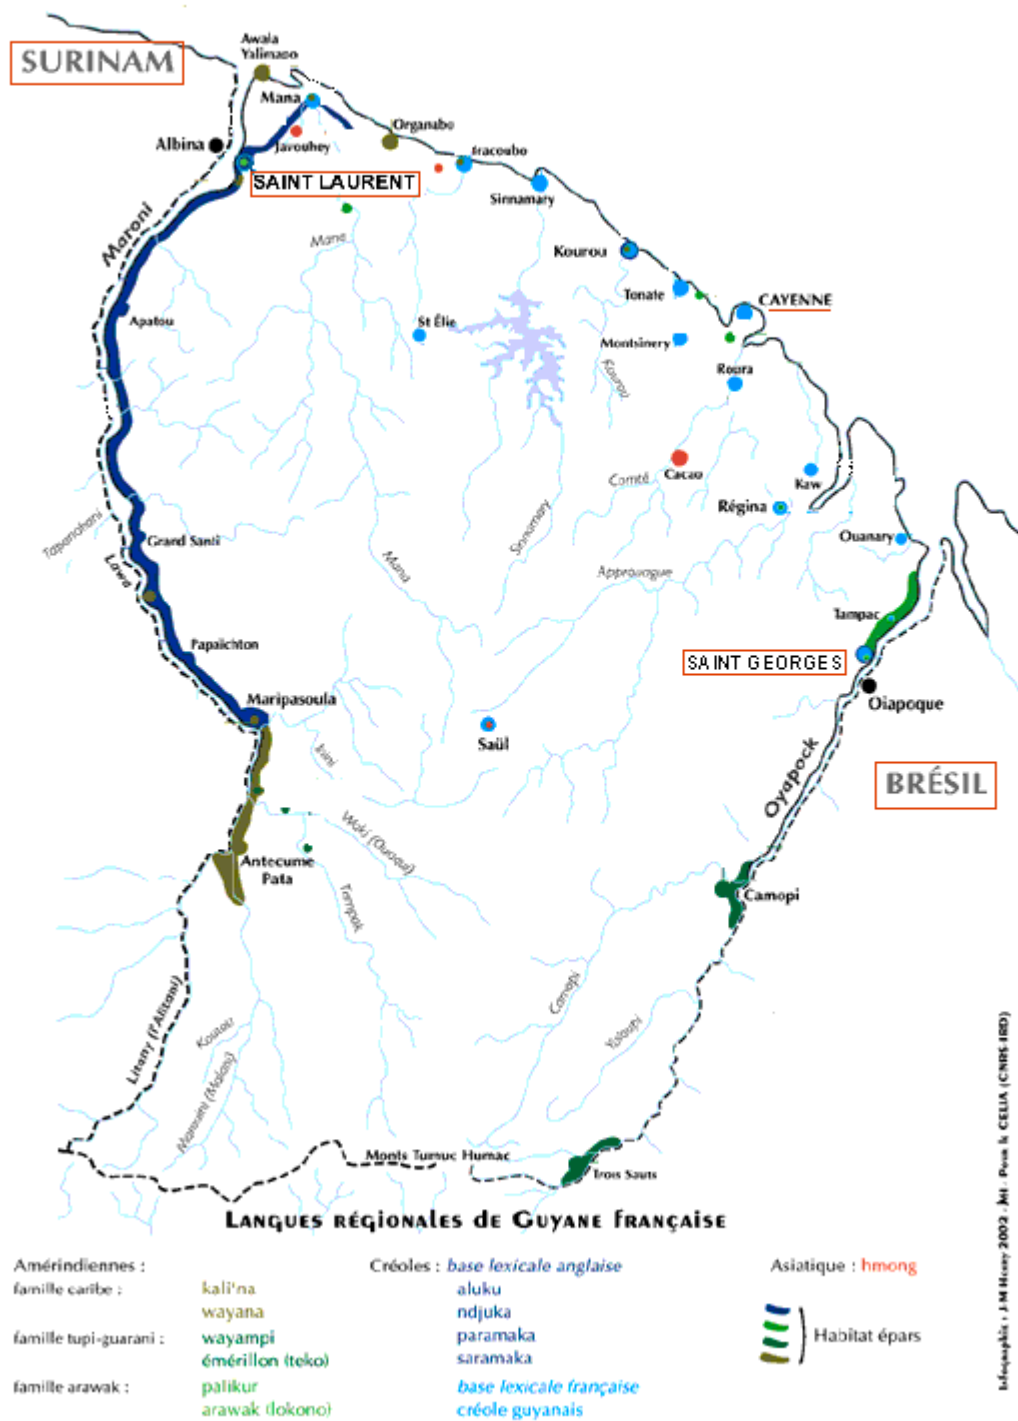 SURINAM
Awala
Yalimapo
Mana
Organabo
Albina
Javouhey
Iracoubo
SAINT LAURENT
Sinnamary
Maroni
Mana
Kourou
Tonate
CAYENNE
Apatou
St Élie
Montsinery
Kourou
Roura
Comté
Cacao
Kaw
Régina
Tapanahani
Grand Santi
Sinnamary
Ouanary
Lawa
Mana
Approuague
Tampac
Papaïchton
SAINT GEORGES
Maripasoula
Oiapoque
Saül
Inini
Oyapock
BRÉSIL
Waki (Ouaqui)
Antecume
Pata
Tampok
Camopi
Litany (l'Alitani)
Camopi
Yaloupi
Koutou
Marouini (Malani)
Monts Tumuc Humac
Trois Sauts
LANGUES RÉGIONALES DE GUYANE FRANÇAISE
Amérindiennes :
famille caribe :
kali'na
wayana
famille tupi-guarani :
wayampi
émérillon (teko)
famille arawak :
palikur
arawak (lokono)
Créoles : base lexicale anglaise
aluku
ndjuka
paramaka
saramaka
base lexicale française
créole guyanais
Asiatique : hmong
Habitat épars